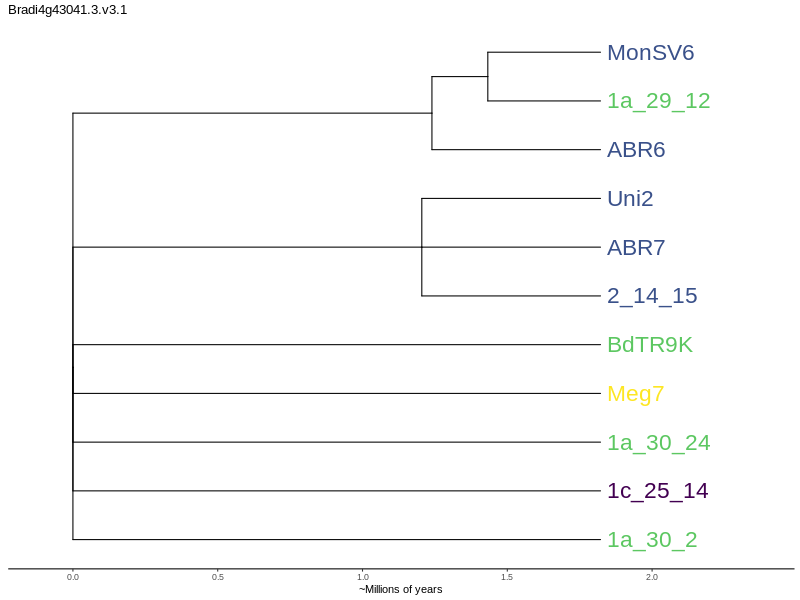 Bradi4g43041.3.v3.1
MonSV6
1a_29_12
ABR6
Uni2
ABR7
2_14_15
BdTR9K
Meg7
1a_30_24
1c_25_14
1a_30_2
0.0 0.5 1.0 1.5 2.0
~Millions of years